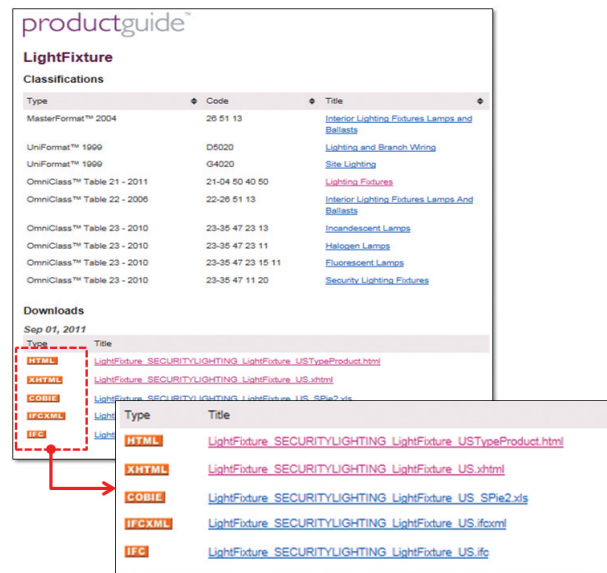 productguide™
LightFixture
Classifications
Type Code Title
MasterFormat™ 2004 26 51 13 Interior Lighting Fixtures Lamps and
Ballasts
UniFormat™ 1999 D5020 Lighting and Branch Wiring
UniFormat™ 1999 G4020 Site Lighting
OmniClass™ Table 21 - 2011 21-04 50 40 50 Lighting Fixtures
OmniClass™ Table 22 - 2006 22-26 51 13 Interior Lighting Fixtures Lamps And
Ballasts
OmniClass™ Table 23 - 2010 23-35 47 23 13 Incandescent Lamps
OmniClass™ Table 23 - 2010 23-35 47 23 11 Halogen Lamps
OmniClass™ Table 23 - 2010 23-35 47 23 15 11 Fluorescent Lamps
OmniClass™ Table 23 - 2010 23-35 47 11 20 Security Lighting Fixtures
Downloads
Sep 01, 2011
Type Title
HTML LightFixture_SECURITYLIGHTING_LightFixture_USTypeProduct.html
XHTML LightFixture_SECURITYLIGHTING_LightFixture_US.xhtml
COBIE LightFixture_SECURITYLIGHTING_LightFixture_US_SPie2.xls
IFCXML Light
IFC Light
Type Title
HTML LightFixture_SECURITYLIGHTING_LightFixture_USTypeProduct.html
XHTML LightFixture_SECURITYLIGHTING_LightFixture_US.xhtml
COBIE LightFixture_SECURITYLIGHTING_LightFixture_US_SPie2.xls
IFCXML LightFixture_SECURITYLIGHTING_LightFixture_US.ifcxml
IFC LightFixture_SECURITYLIGHTING_LightFixture_US.ifc